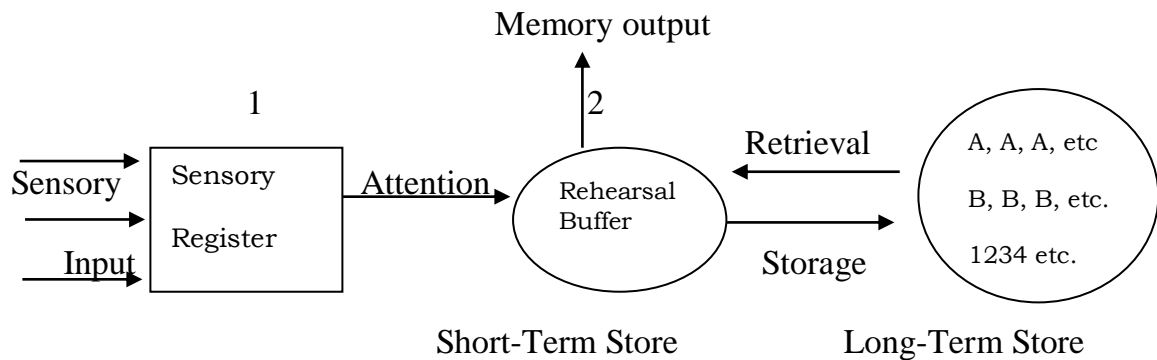 Memory output
1
2
Sensory
Input
Sensory
Register
Attention
Rehearsal
Buffer
Retrieval
Storage
A, A, A, etc
B, B, B, etc.
1234 etc.
Short-Term Store
Long-Term Store